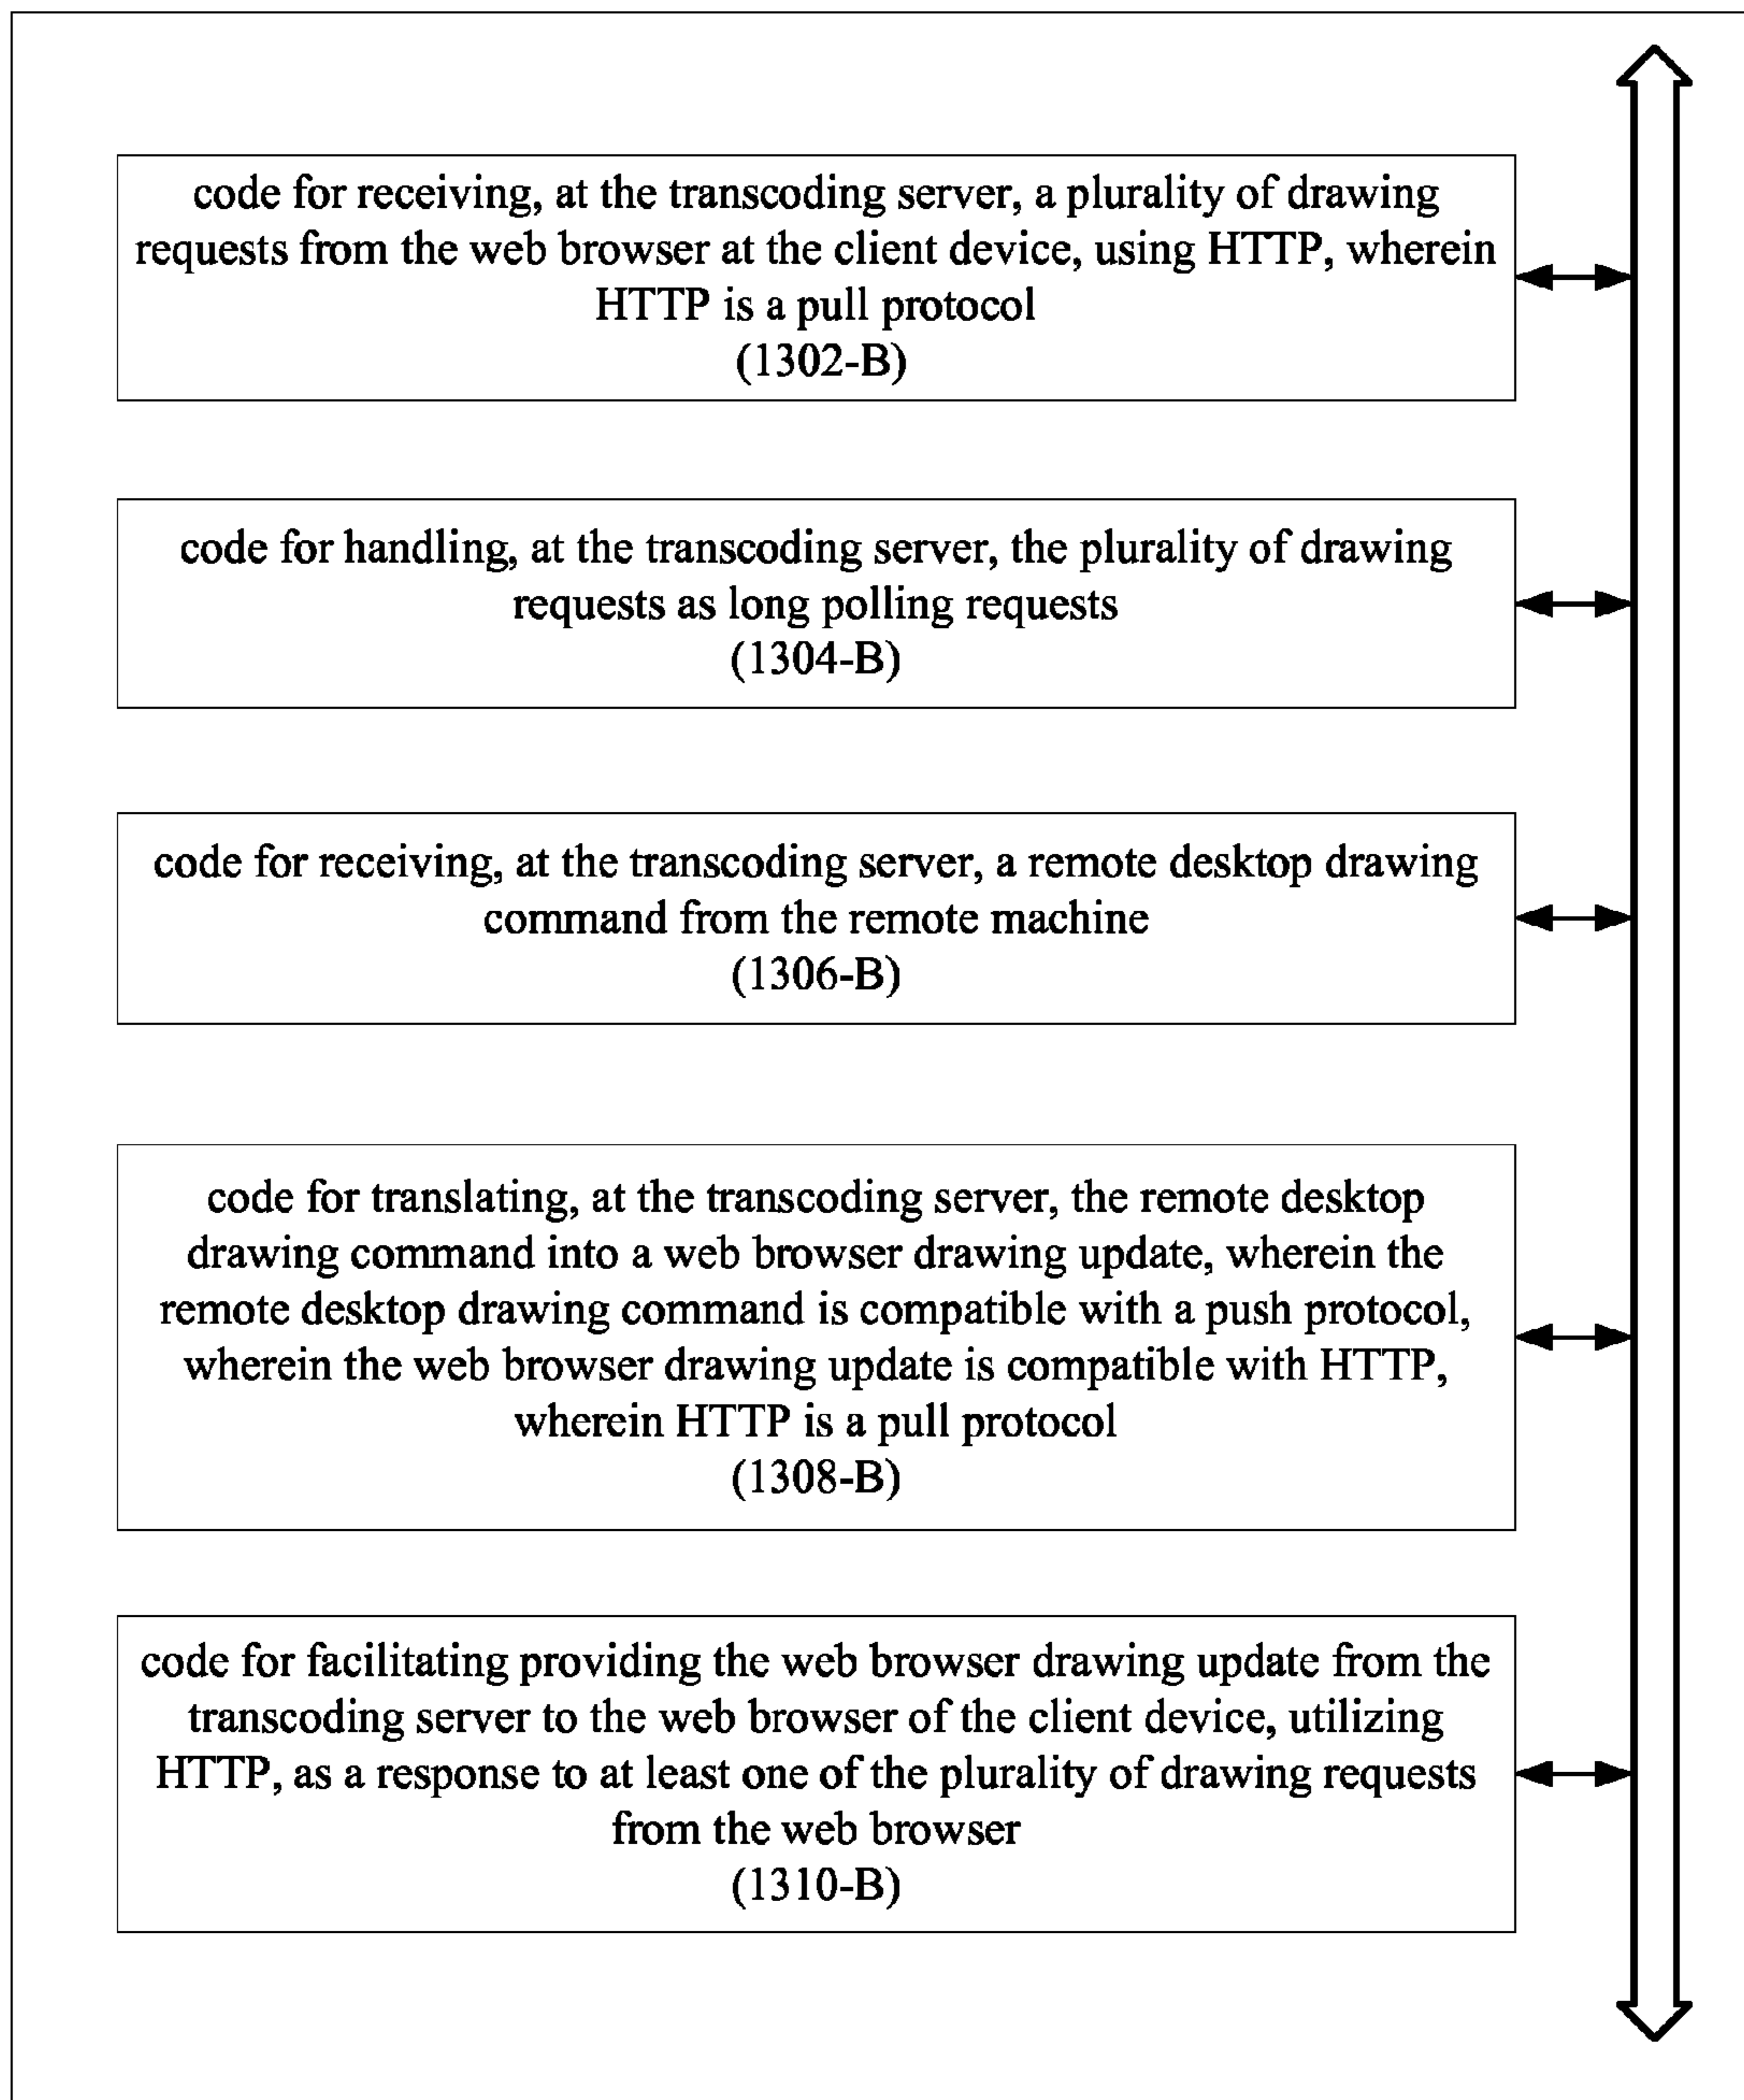 code for receiving, at the transcoding server, a plurality of drawing
requests from the web browser at the client device, using HTTP, wherein
HTTP is a pull protocol
(1302-B)
code for handling, at the transcoding server, the plurality of drawing
requests as long polling requests
(1304-B)
code for receiving, at the transcoding server, a remote desktop drawing
command from the remote machine
(1306-B)
code for translating, at the transcoding server, the remote desktop
drawing command into a web browser drawing update, wherein the
remote desktop drawing command is compatible with a push protocol,
wherein the web browser drawing update is compatible with HTTP,
wherein HTTP is a pull protocol
(1308-B)
code for facilitating providing the web browser drawing update from the
transcoding server to the web browser of the client device, utilizing
HTTP, as a response to at least one of the plurality of drawing requests
from the web browser
(1310-B)